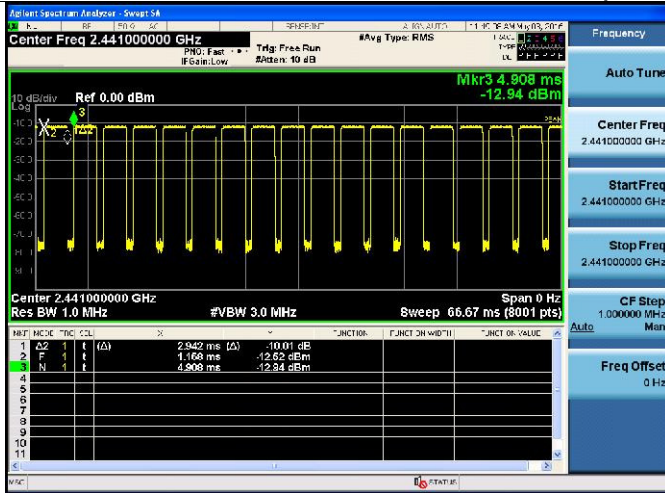 Agilent Spectrum Analyzer - Swept SA
Center Freq 2.441000000 GHz
PNO: Fast
IFGain:Low
Trig: Free Run
#Atten: 10 dB
#Avg Type: RMS
Frequency
Mkr3 4.908 ms
-12.94 dBm
10 dB/div
Log
Ref 0.00 dBm
Auto Tune
Center Freq
2.441000000 GHz
Start Freq
2.441000000 GHz
Stop Freq
2.441000000 GHz
CF Step
1.000000 MHz
Auto Man
Freq Offset
0 Hz
Center 2.441000000 GHz
Span 0 Hz
Res BW 1.0 MHz
#VBW 3.0 MHz
Sweep 66.67 ms (8001 pts)
MKR MODE TRC SCL X Y FUNCTION FUNCTION WIDTH FUNCTION VALUE
1 Δ2 1 t (Δ) 2.942 ms (Δ) -10.01 dB
2 F 1 t 1.168 ms -12.52 dBm
3 N 1 t 4.908 ms -12.94 dBm
4
5
6
7
8
9
10
11
MSG
STATUS